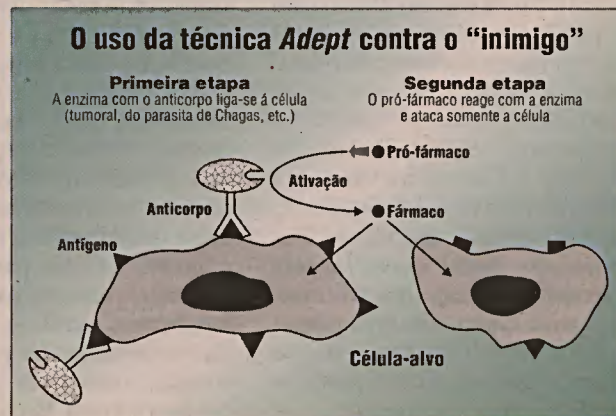 O uso da técnica Adept contra o “inimigo”
Primeira etapa
A enzima com o anticorpo liga-se á célula
(tumoral, do parasita de Chagas, etc.)
Segunda etapa
O pró-fármaco reage com a enzima
e ataca somente a célula
Pró-fármaco
Ativação
Anticorpo
Fármaco
Antígeno
Célula-alvo